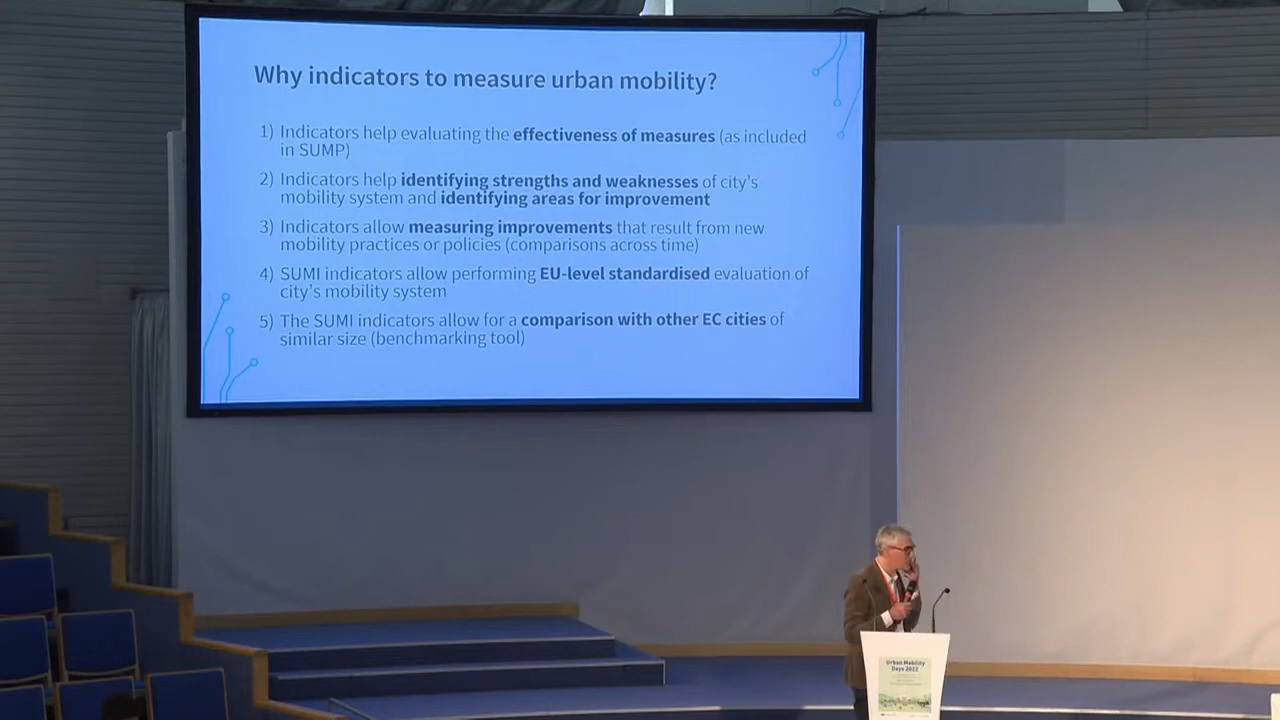 Why indicators to measure urban mobility?
1) Indicators help evaluating the effectiveness of measures (as included
in SUMP)
2) Indicators help identifying strengths and weaknesses of city's
mobility system and identifying areas for improvement
3) Indicators allow measuring improvements that result from new
mobility practices or policies (comparisons across time)
4) SUMI indicators allow performing EU-level standardised evaluation of
city's mobility system
5) The SUMI indicators allow for a comparison with other EC cities of
similar size (benchmarking tool)
Urban Mobility
Days 2022